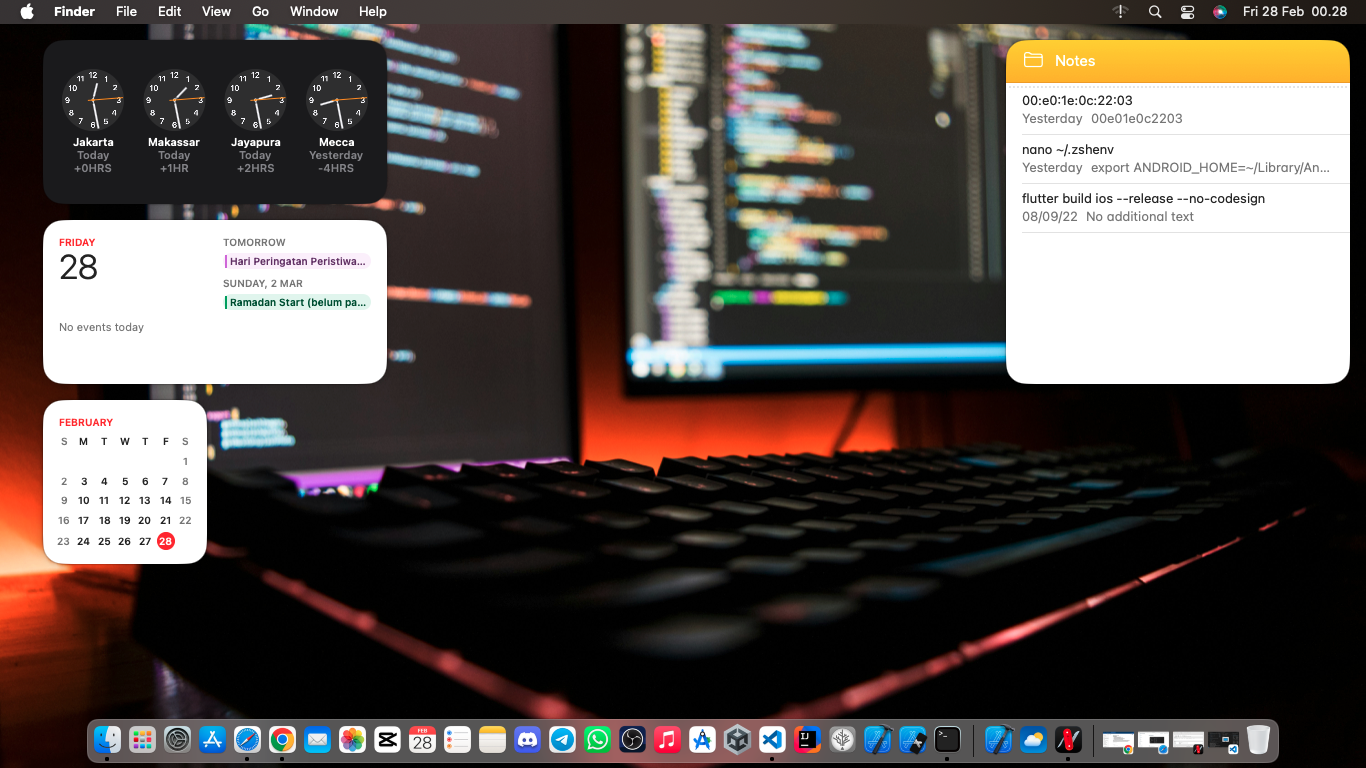 Finder File Edit View Go Window Help Fri 28 Feb 00.28
Jakarta Makassar Jayapura Mecca
Today Today Today Yesterday
+0HRS +1HR +2HRS -4HRS
FRIDAY
28
No events today
TOMORROW
Hari Peringatan Peristiwa...
SUNDAY, 2 MAR
Ramadan Start (belum pa...
FEBRUARY
S M T W T F S
1
2 3 4 5 6 7 8
9 10 11 12 13 14 15
16 17 18 19 20 21 22
23 24 25 26 27 28
Notes
00:e0:1e:0c:22:03
Yesterday 00e01e0c2203
nano ~/.zshenv
Yesterday export ANDROID_HOME=~/Library/An...
flutter build ios --release --no-codesign
08/09/22 No additional text
FEB
28